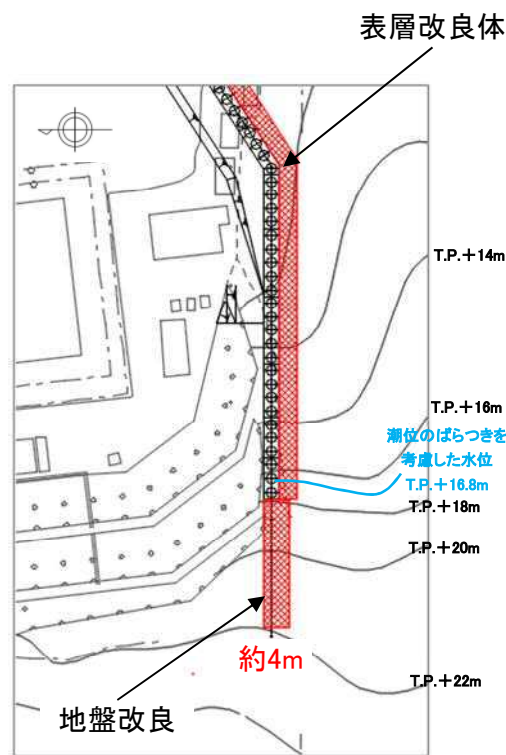 表層改良体
T.P.+14m
T.P.+16m
潮位のばらつきを
考慮した水位
T.P.+16.8m
T.P.+18m
T.P.+20m
約4m
T.P.+22m
地盤改良